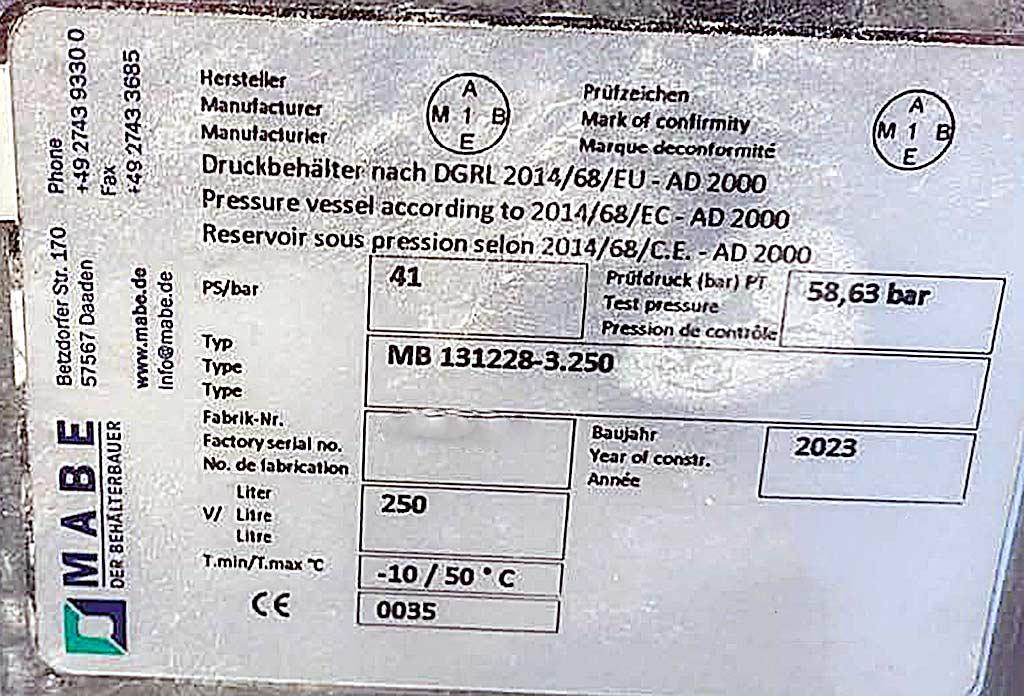 Hersteller
Manufacturer
Manufacturier
A
M 1 B
E
Prüfzeichen
Mark of confirmity
Marque deconformité
A
M 1 B
E
Druckbehälter nach DGRL 2014/68/EU - AD 2000
Pressure vessel according to 2014/68/EC - AD 2000
Reservoir sous pression selon 2014/68/C.E. - AD 2000
PS/bar
41
Prüfdruck (bar) PT
Test pressure
Pression de contrôle
58,63 bar
Typ
Type
Type
MB 131228-3.250
Fabrik-Nr.
Factory serial no.
No. de fabrication
Baujahr
Year of constr.
Année
2023
Liter
V/ Litre
Litre
250
T.min/T.max °C
-10 / 50 ° C
CE
0035
MABE
DER BEHÄLTERBAUER
Betzdorfer Str. 170
57567 Daaden
www.mabe.de
info@mabe.de
Phone
+49 2743 9330 0
Fax
+49 2743 3685